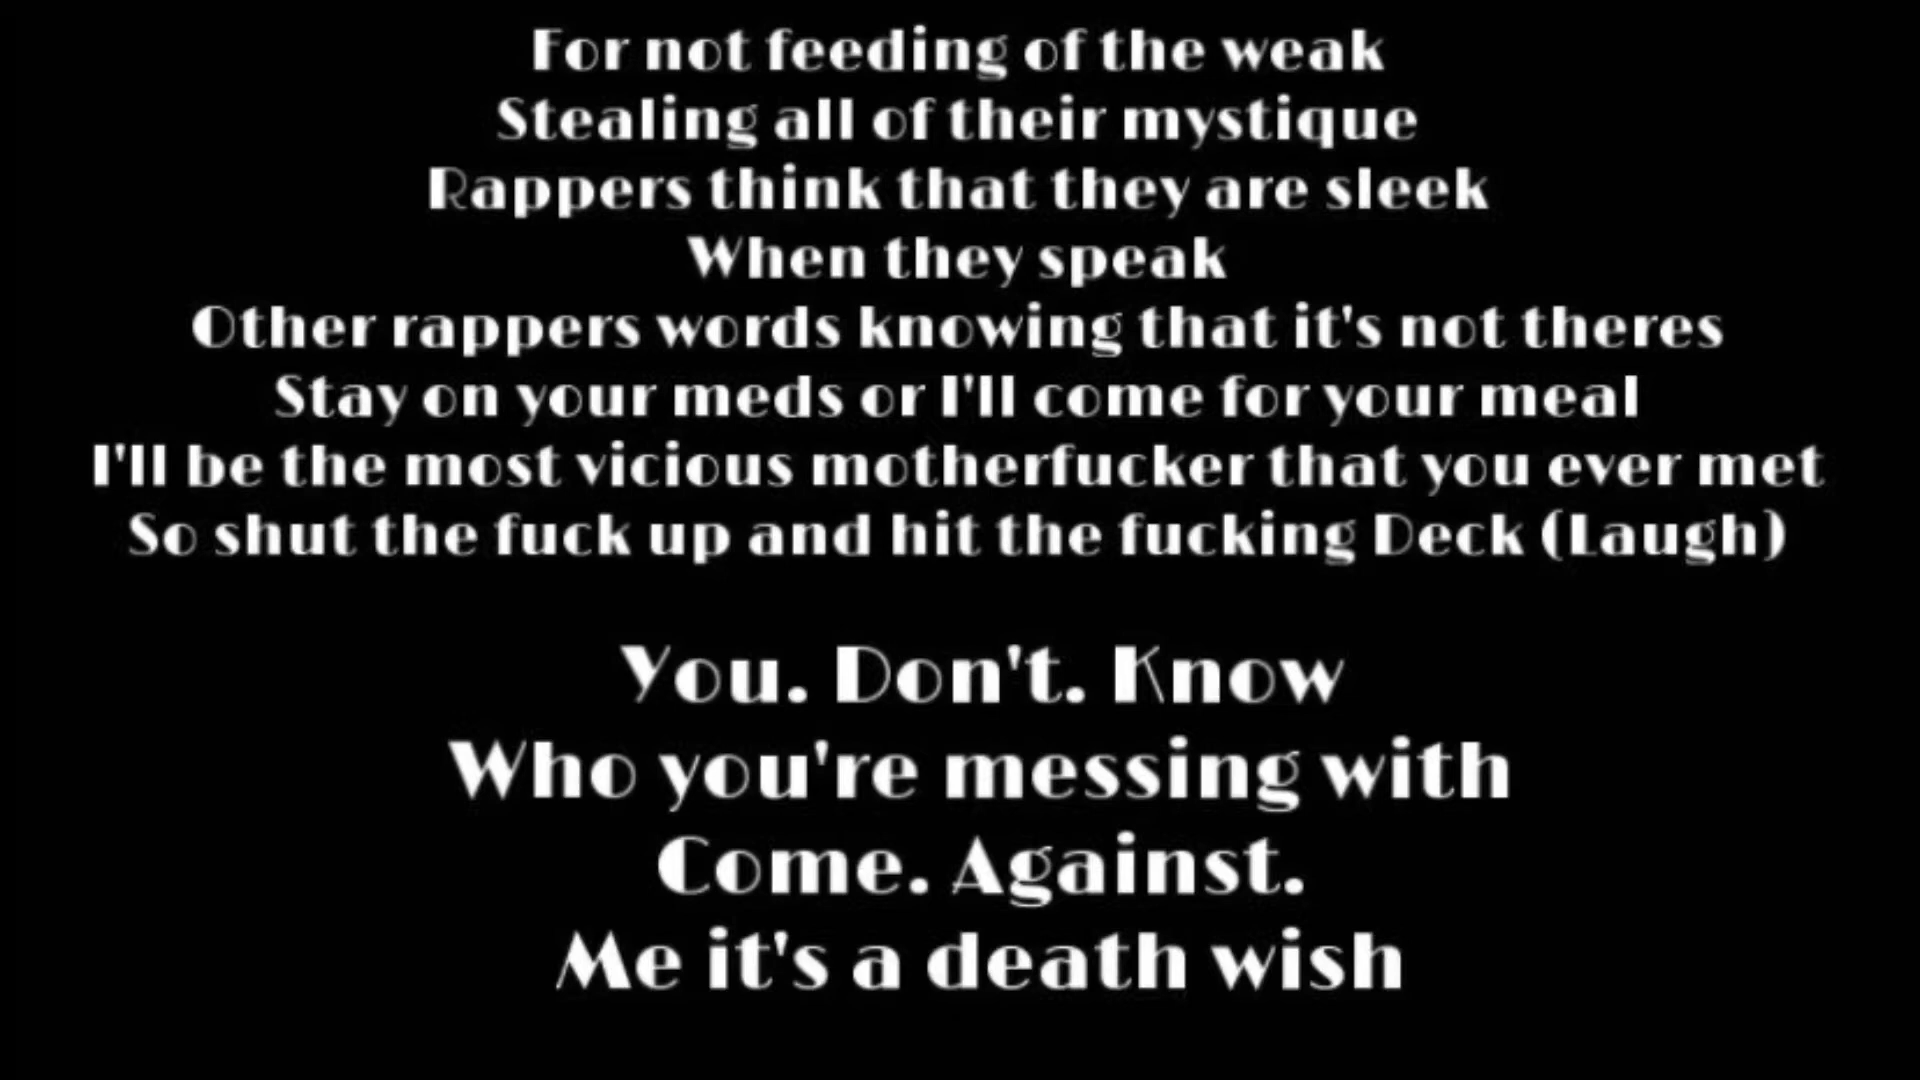 For not feeding of the weak
Stealing all of their mystique
Rappers think that they are sleek
When they speak
Other rappers words knowing that it's not theres
Stay on your meds or I'll come for your meal
I'll be the most vicious motherfucker that you ever met
So shut the fuck up and hit the fucking Deck (Laugh)
You. Don't. Know
Who you're messing with
Come. Against.
Me it's a death wish